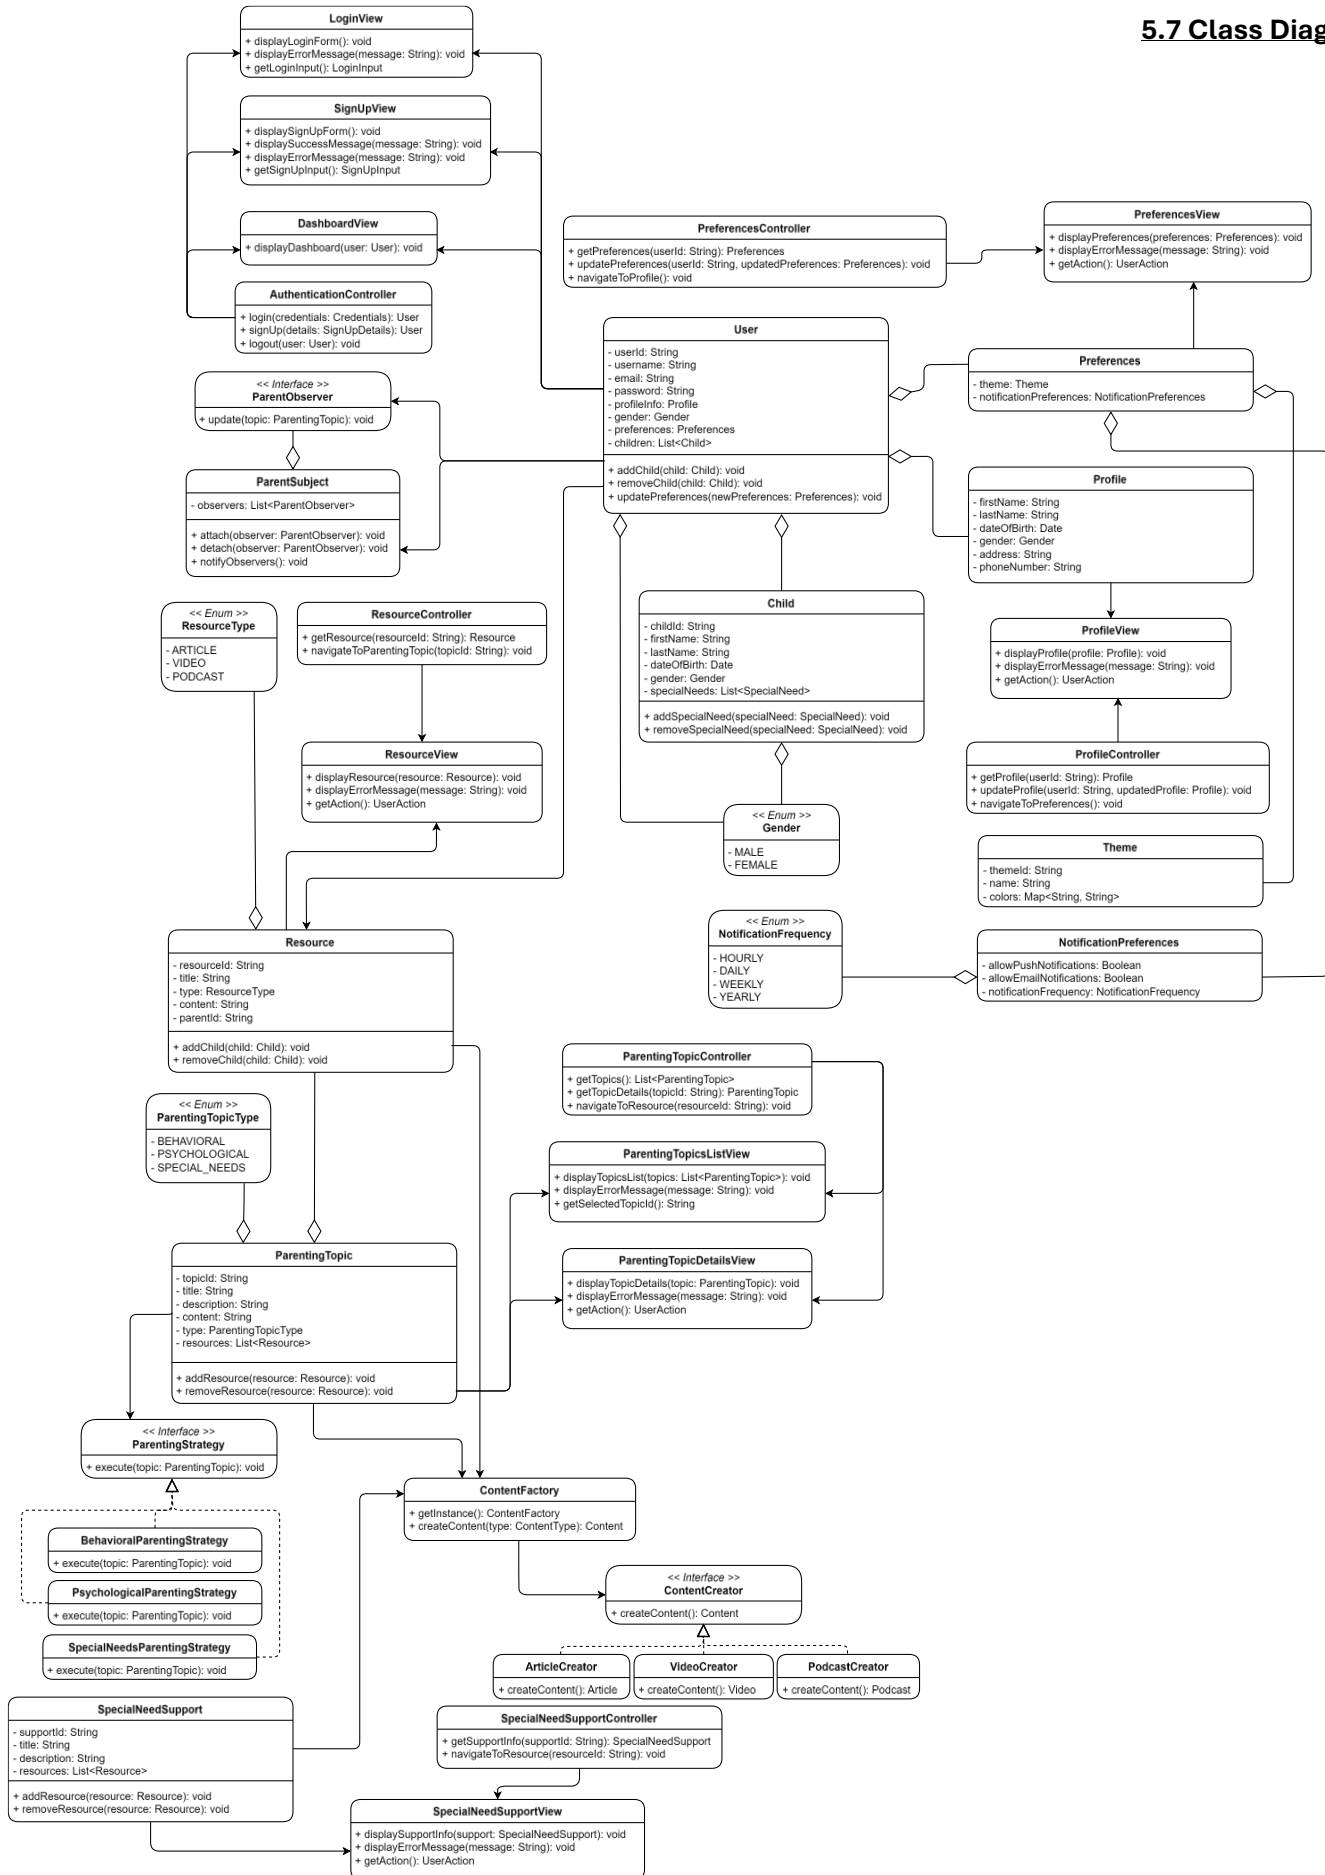 5.7 Class Diag
LoginView
+ displayLoginForm(): void
+ displayErrorMessage(message: String): void
+ getLoginInput(): LoginInput
SignUpView
+ displaySignUpForm(): void
+ displaySuccessMessage(message: String): void
+ displayErrorMessage(message: String): void
+ getSignUpInput(): SignUpInput
DashboardView
+ displayDashboard(user: User): void
AuthenticationController
+ login(credentials: Credentials): User
+ signUp(details: SignUpDetails): User
+ logout(user: User): void
PreferencesController
+ getPreferences(userId: String): Preferences
+ updatePreferences(userId: String, updatedPreferences: Preferences): void
+ navigateToProfile(): void
PreferencesView
+ displayPreferences(preferences: Preferences): void
+ displayErrorMessage(message: String): void
+ getAction(): UserAction
User
- userId: String
- username: String
- email: String
- password: String
- profileInfo: Profile
- gender: Gender
- preferences: Preferences
- children: List<Child>
+ addChild(child: Child): void
+ removeChild(child: Child): void
+ updatePreferences(newPreferences: Preferences): void
Preferences
- theme: Theme
- notificationPreferences: NotificationPreferences
<< Interface >>
ParentObserver
+ update(topic: ParentingTopic): void
ParentSubject
- observers: List<ParentObserver>
+ attach(observer: ParentObserver): void
+ detach(observer: ParentObserver): void
+ notifyObservers(): void
Profile
- firstName: String
- lastName: String
- dateOfBirth: Date
- gender: Gender
- address: String
- phoneNumber: String
<< Enum >>
ResourceType
- ARTICLE
- VIDEO
- PODCAST
ResourceController
+ getResource(resourceId: String): Resource
+ navigateToParentingTopic(topicId: String): void
Child
- childId: String
- firstName: String
- lastName: String
- dateOfBirth: Date
- gender: Gender
- specialNeeds: List<SpecialNeed>
+ addSpecialNeed(specialNeed: SpecialNeed): void
+ removeSpecialNeed(specialNeed: SpecialNeed): void
ProfileView
+ displayProfile(profile: Profile): void
+ displayErrorMessage(message: String): void
+ getAction(): UserAction
ResourceView
+ displayResource(resource: Resource): void
+ displayErrorMessage(message: String): void
+ getAction(): UserAction
ProfileController
+ getProfile(userId: String): Profile
+ updateProfile(userId: String, updatedProfile: Profile): void
+ navigateToPreferences(): void
<< Enum >>
Gender
- MALE
- FEMALE
Theme
- themeId: String
- name: String
- colors: Map<String, String>
<< Enum >>
NotificationFrequency
- HOURLY
- DAILY
- WEEKLY
- YEARLY
NotificationPreferences
- allowPushNotifications: Boolean
- allowEmailNotifications: Boolean
- notificationFrequency: NotificationFrequency
Resource
- resourceId: String
- title: String
- type: ResourceType
- content: String
- parentId: String
+ addChild(child: Child): void
+ removeChild(child: Child): void
ParentingTopicController
+ getTopics(): List<ParentingTopic>
+ getTopicDetails(topicId: String): ParentingTopic
+ navigateToResource(resourceId: String): void
<< Enum >>
ParentingTopicType
- BEHAVIORAL
- PSYCHOLOGICAL
- SPECIAL_NEEDS
ParentingTopicsListView
+ displayTopicsList(topics: List<ParentingTopic>): void
+ displayErrorMessage(message: String): void
+ getSelectedTopicId(): String
ParentingTopic
- topicId: String
- title: String
- description: String
- content: String
- type: ParentingTopicType
- resources: List<Resource>
+ addResource(resource: Resource): void
+ removeResource(resource: Resource): void
ParentingTopicDetailsView
+ displayTopicDetails(topic: ParentingTopic): void
+ displayErrorMessage(message: String): void
+ getAction(): UserAction
<< Interface >>
ParentingStrategy
+ execute(topic: ParentingTopic): void
ContentFactory
+ getInstance(): ContentFactory
+ createContent(type: ContentType): Content
BehavioralParentingStrategy
+ execute(topic: ParentingTopic): void
PsychologicalParentingStrategy
+ execute(topic: ParentingTopic): void
SpecialNeedsParentingStrategy
+ execute(topic: ParentingTopic): void
<< Interface >>
ContentCreator
+ createContent(): Content
ArticleCreator
+ createContent(): Article
VideoCreator
+ createContent(): Video
PodcastCreator
+ createContent(): Podcast
SpecialNeedSupport
- supportId: String
- title: String
- description: String
- resources: List<Resource>
+ addResource(resource: Resource): void
+ removeResource(resource: Resource): void
SpecialNeedSupportController
+ getSupportInfo(supportId: String): SpecialNeedSupport
+ navigateToResource(resourceId: String): void
SpecialNeedSupportView
+ displaySupportInfo(support: SpecialNeedSupport): void
+ displayErrorMessage(message: String): void
+ getAction(): UserAction